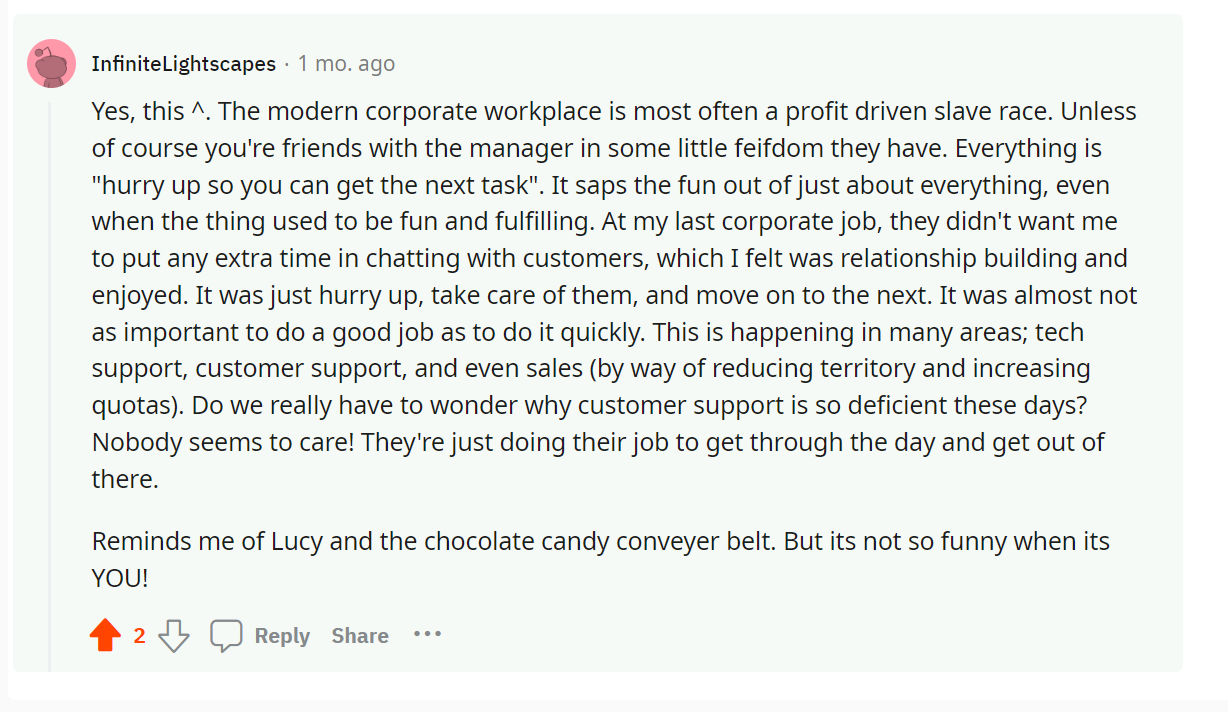 InfiniteLightscapes · 1 mo. ago
Yes, this ^. The modern corporate workplace is most often a profit driven slave race. Unless
of course you're friends with the manager in some little feifdom they have. Everything is
"hurry up so you can get the next task". It saps the fun out of just about everything, even
when the thing used to be fun and fulfilling. At my last corporate job, they didn't want me
to put any extra time in chatting with customers, which I felt was relationship building and
enjoyed. It was just hurry up, take care of them, and move on to the next. It was almost not
as important to do a good job as to do it quickly. This is happening in many areas; tech
support, customer support, and even sales (by way of reducing territory and increasing
quotas). Do we really have to wonder why customer support is so deficient these days?
Nobody seems to care! They're just doing their job to get through the day and get out of
there.
Reminds me of Lucy and the chocolate candy conveyer belt. But its not so funny when its
YOU!
2 Reply Share ···